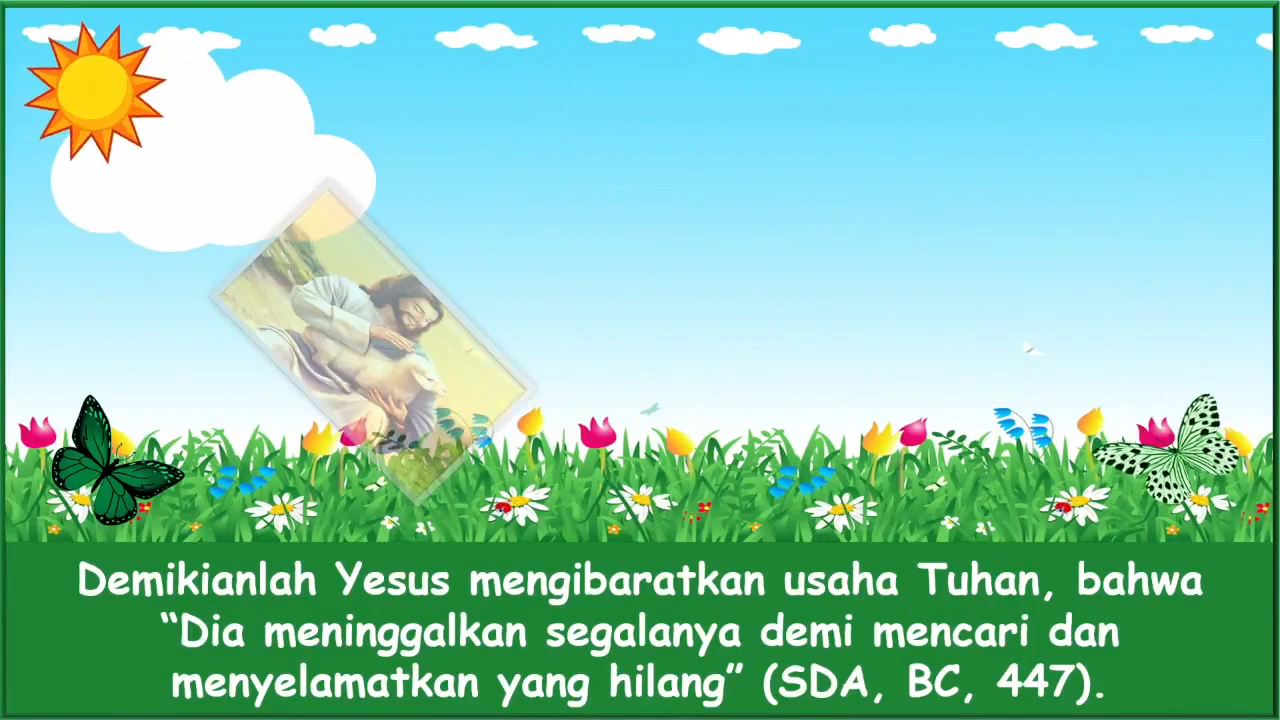 Demikianlah Yesus mengibaratkan usaha Tuhan, bahwa
“Dia meninggalkan segalanya demi mencari dan
menyelamatkan yang hilang” (SDA, BC, 447).